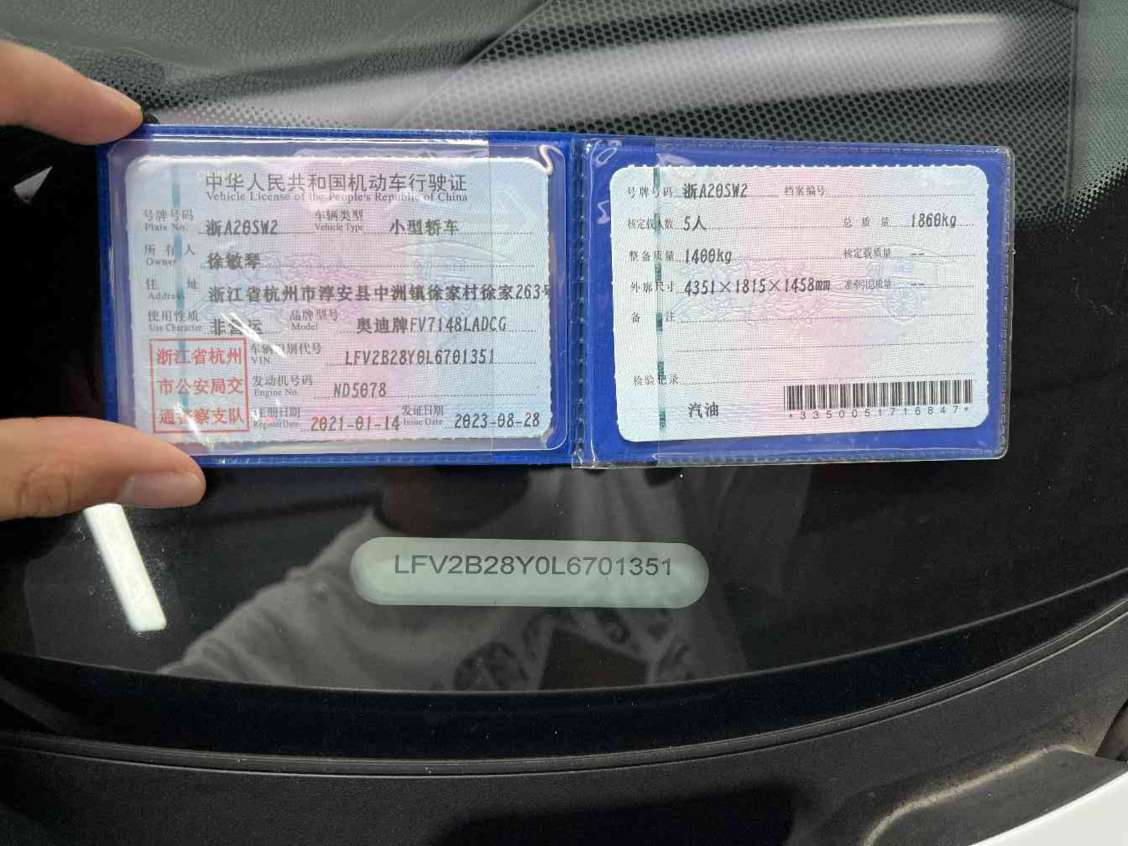 中华人民共和国机动车行驶证
Vehicle License of the People's Republic of China
号牌号码 浙A20SW2 车辆类型 小型轿车
Plate No. Vehicle Type
所有人 徐敏琴
Owner
住址 浙江省杭州市淳安县中洲镇徐家村徐家263号
Address
使用性质 非营运 品牌型号 奥迪牌FV7148LADCG
Use Character Model
浙江省杭州
市公安局交
通警察支队
车辆识别代号 LFV2B28Y0L6701351
VIN
发动机号码 ND5078
Engine No.
注册日期 2021-01-14 发证日期 2023-08-28
Register Date Issue Date
号牌号码 浙A20SW2 档案编号
核定载人数 5人 总质量 1860kg
整备质量 1400kg 核定载质量 --
外廓尺寸 4351×1815×1458mm 准牵引总质量 --
备注
检验记录
汽油
*3350051716847*
LFV2B28Y0L6701351